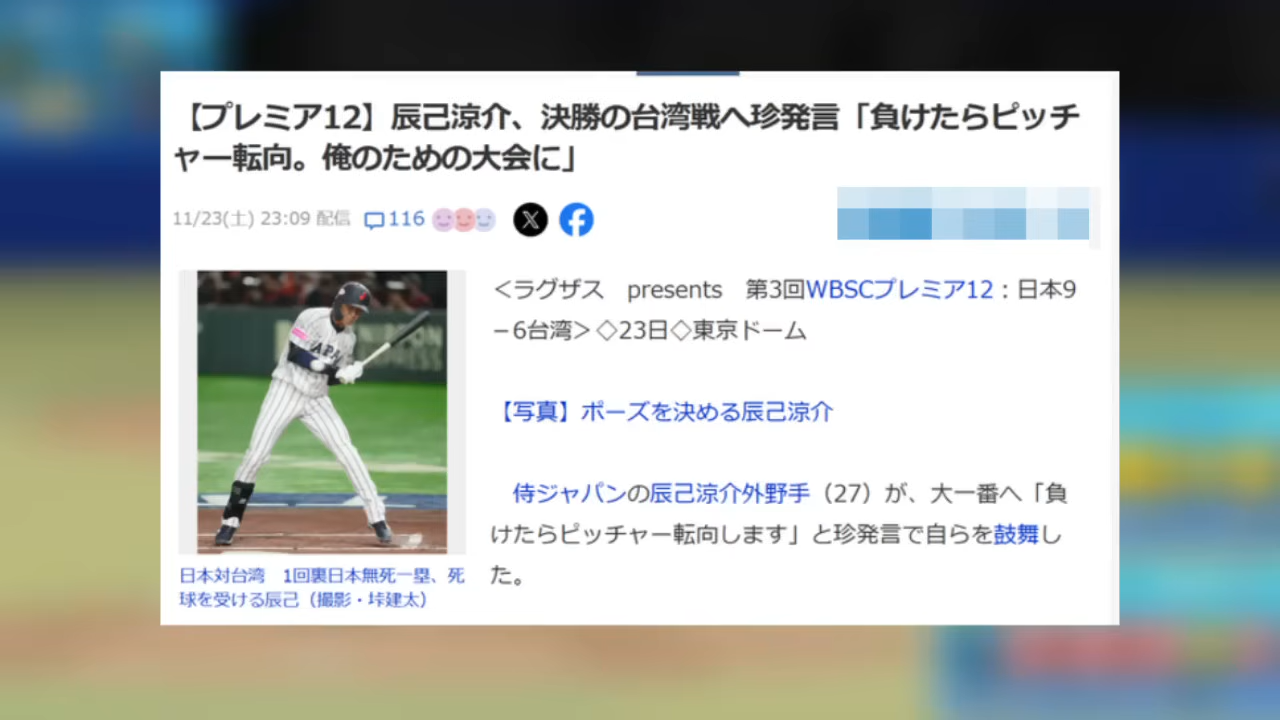 【プレミア12】辰己涼介、決勝の台湾戦へ珍発言「負けたらピッチ
ャー転向。俺のための大会に」
11/23(土) 23:09 配信 116
＜ラグザス　presents　第3回WBSCプレミア12：日本9
－6台湾＞◇23日◇東京ドーム
【写真】ポーズを決める辰己涼介
侍ジャパンの辰己涼介外野手（27）が、大一番へ「負
けたらピッチャー転向します」と珍発言で自らを鼓舞し
た。
日本対台湾　1回裏日本無死一塁、死
球を受ける辰己（撮影・垰建太）